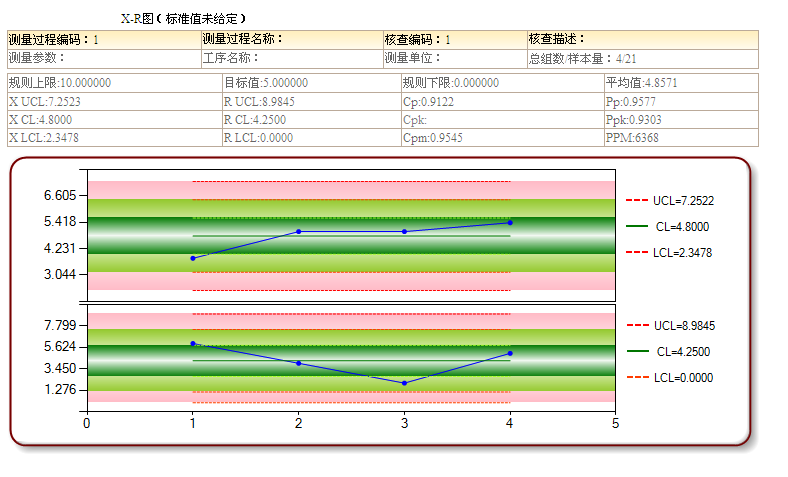 X-R图（标准值未给定）
测量过程编码：1 测量过程名称： 核查编码：1 核查描述：
测量参数： 工序名称： 测量单位： 总组数/样本量：4/21
规则上限:10.000000 目标值:5.000000 规则下限:0.000000 平均值:4.8571
X UCL:7.2523 R UCL:8.9845 Cp:0.9122 Pp:0.9577
X CL:4.8000 R CL:4.2500 Cpk: Ppk:0.9303
X LCL:2.3478 R LCL:0.0000 Cpm:0.9545 PPM:6368
6.605
5.418
4.231
3.044
UCL=7.2522
CL=4.8000
LCL=2.3478
7.799
5.624
3.450
1.276
UCL=8.9845
CL=4.2500
LCL=0.0000
0 1 2 3 4 5